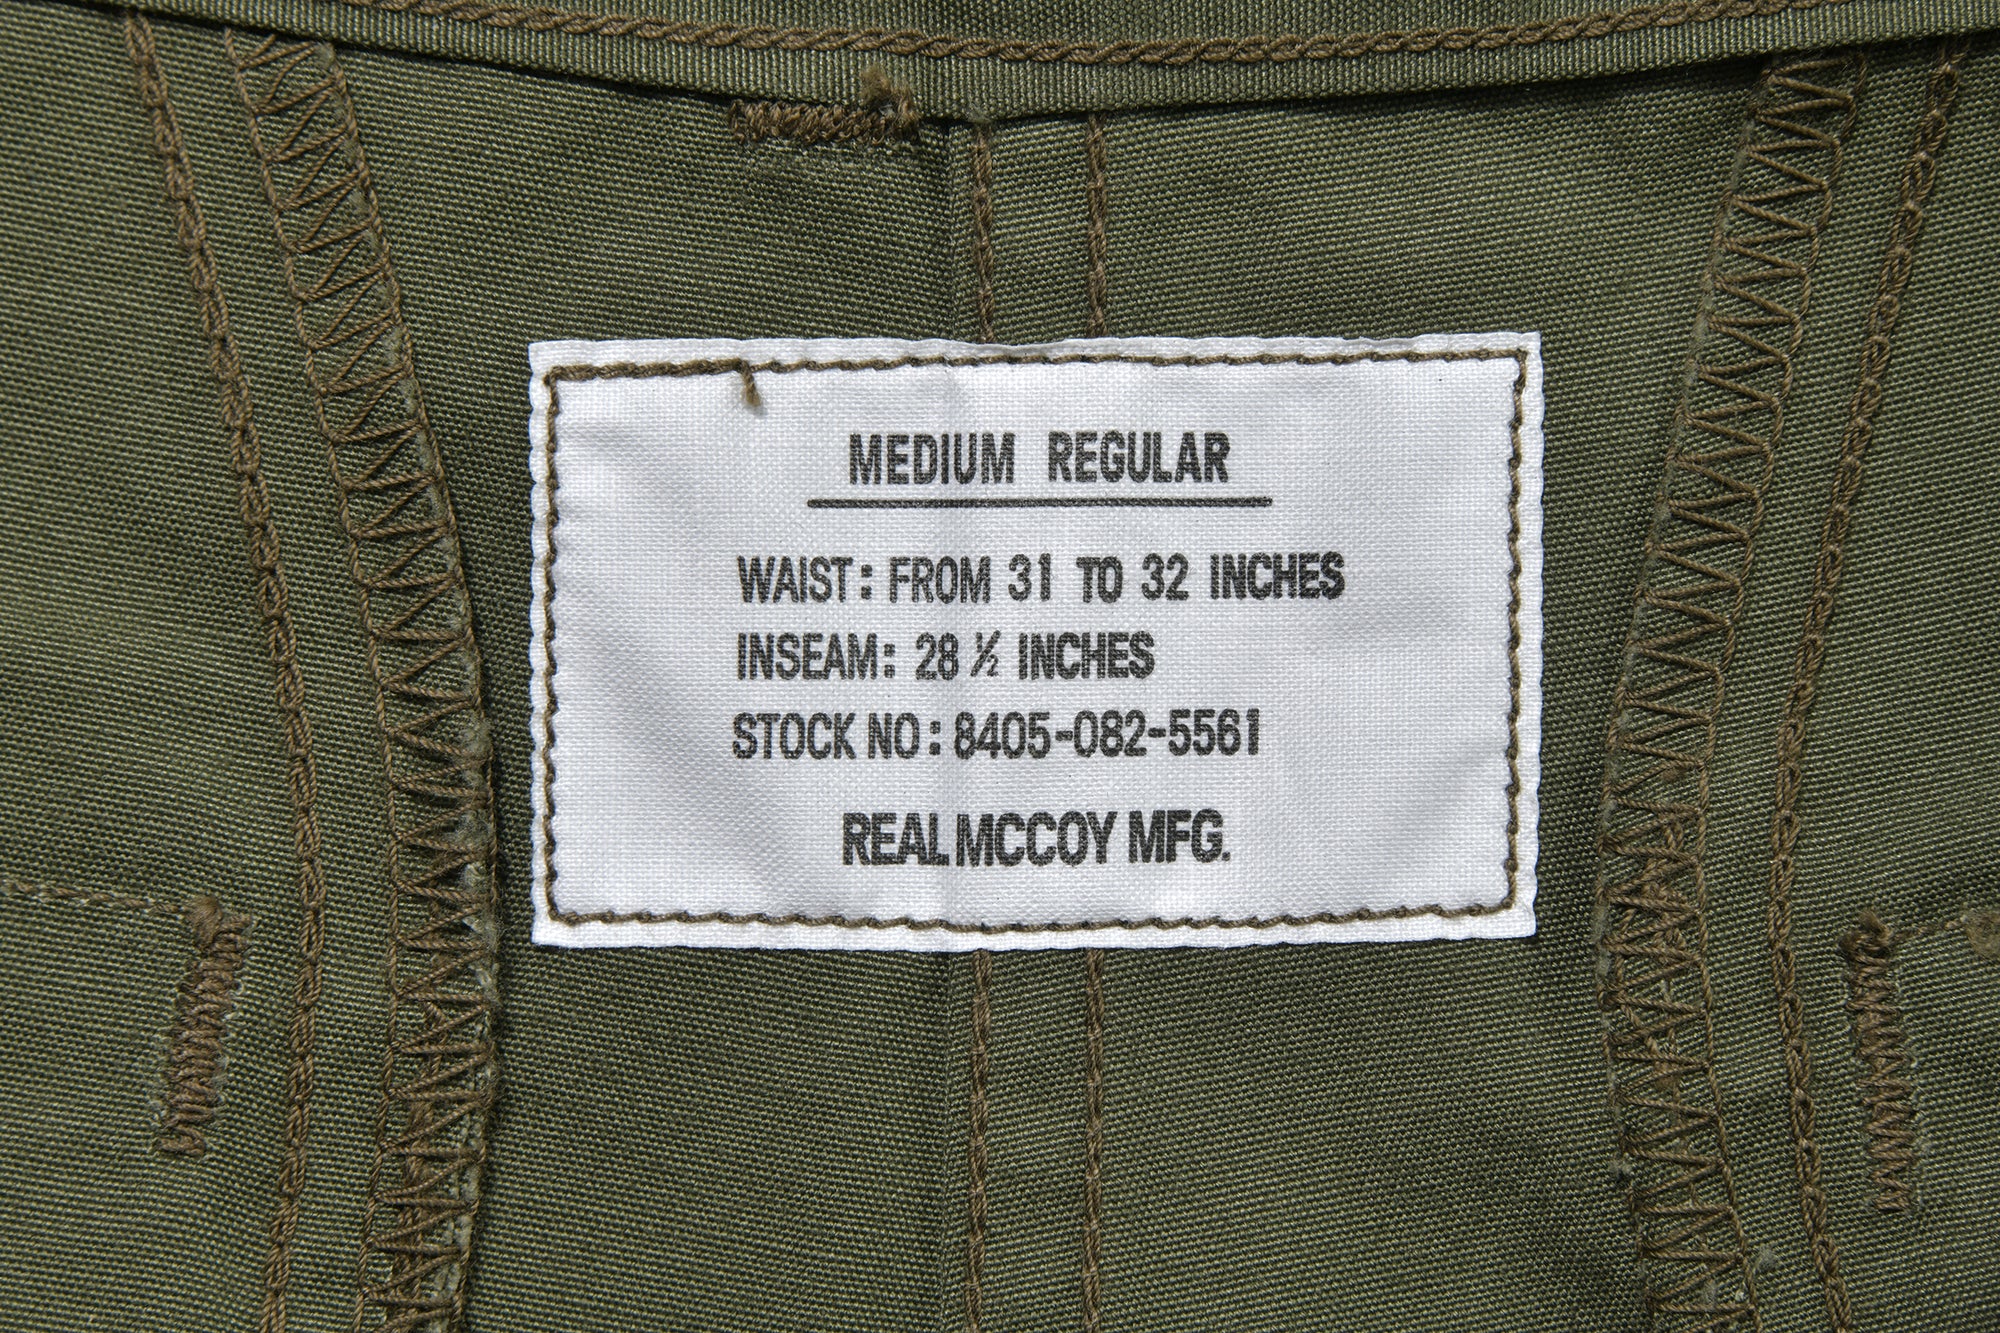 MEDIUM REGULAR
WAIST: FROM 31 TO 32 INCHES
INSEAM: 28 ½ INCHES
STOCK NO: 8405-082-5561
REAL MCCOY MFG.